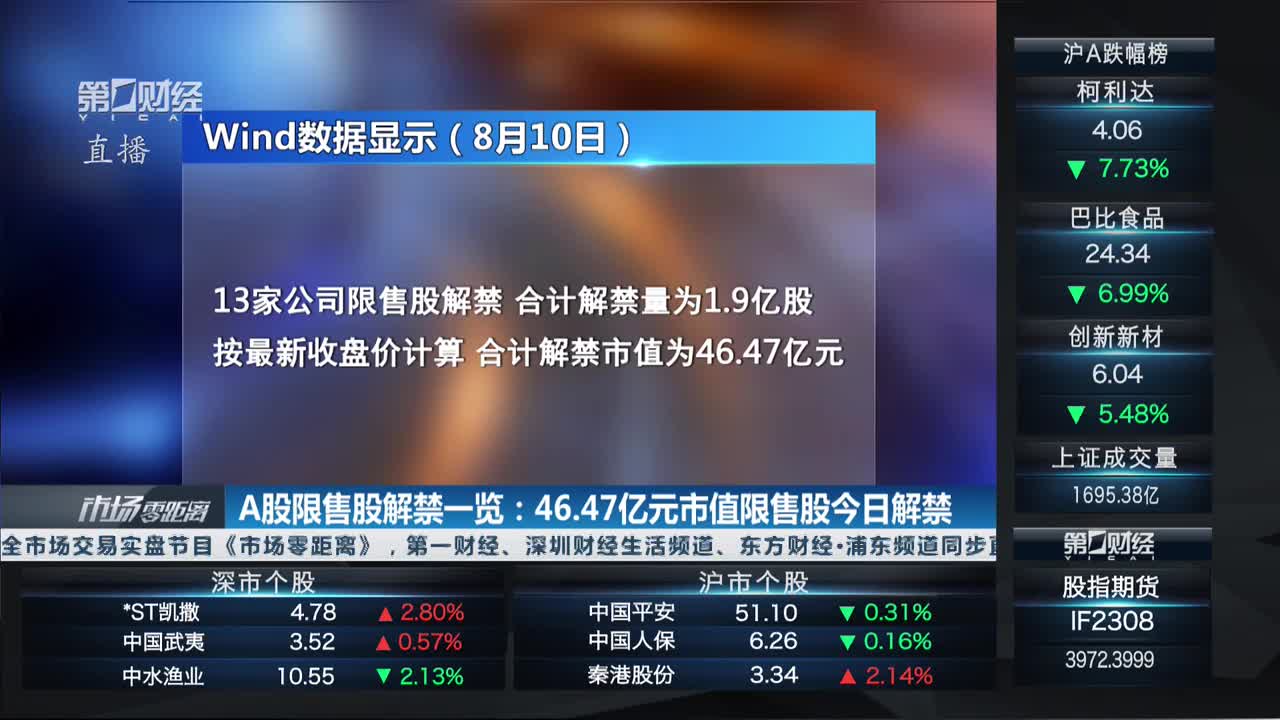 第一财经
YICAI
直播
Wind数据显示（8月10日）
13家公司限售股解禁 合计解禁量为1.9亿股
按最新收盘价计算 合计解禁市值为46.47亿元
市场零距离
A股限售股解禁一览：46.47亿元市值限售股今日解禁
全市场交易实盘节目《市场零距离》，第一财经、深圳财经生活频道、东方财经·浦东频道同步
深市个股
*ST凯撒 4.78 ▲ 2.80%
中国武夷 3.52 ▲ 0.57%
中水渔业 10.55 ▼ 2.13%
沪市个股
中国平安 51.10 ▼ 0.31%
中国人保 6.26 ▼ 0.16%
秦港股份 3.34 ▲ 2.14%
沪A跌幅榜
柯利达
4.06
▼ 7.73%
巴比食品
24.34
▼ 6.99%
创新新材
6.04
▼ 5.48%
上证成交量
1695.38亿
第一财经
YICAI
股指期货
IF2308
3972.3999